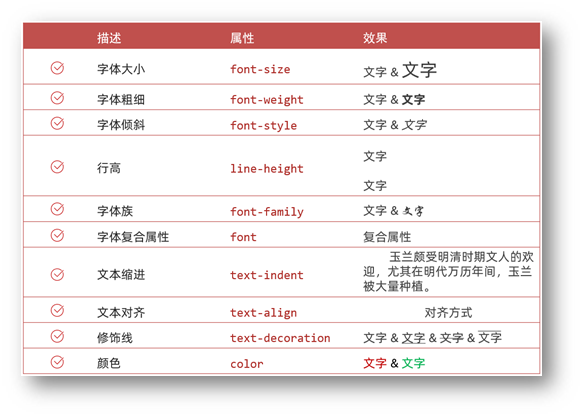 描述 属性 效果
字体大小 font-size 文字 & 文字
字体粗细 font-weight 文字 & 文字
字体倾斜 font-style 文字 & 文字
行高 line-height 文字
文字
字体族 font-family 文字 & 文字
字体复合属性 font 复合属性
文本缩进 text-indent 玉兰颇受明清时期文人的欢
迎，尤其在明代万历年间，玉兰
被大量种植。
文本对齐 text-align 对齐方式
修饰线 text-decoration 文字 & 文字 & 文字 & 文字
颜色 color 文字 & 文字